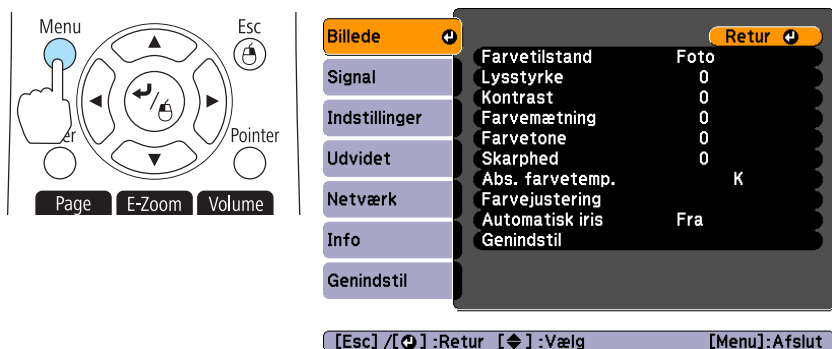 Menu
Esc
er
Pointer
Page
E-Zoom
Volume
Billede
Signal
Indstillinger
Udvidet
Netværk
Info
Genindstil
Retur
Farvetilstand Foto
Lysstyrke 0
Kontrast 0
Farvemætning 0
Farvetone 0
Skarphed 0
Abs. farvetemp. K
Farvejustering
Automatisk iris Fra
Genindstil
[Esc] /[ ] :Retur [ ] :Vælg [Menu]:Afslut